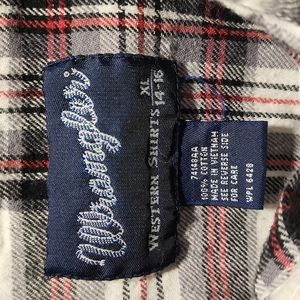 Wrangler®
WESTERN SHIRTS
XL
14-16
74148AA
100% COTTON
MADE IN VIETNAM
SEE REVERSE SIDE
FOR CARE
WPL 6428